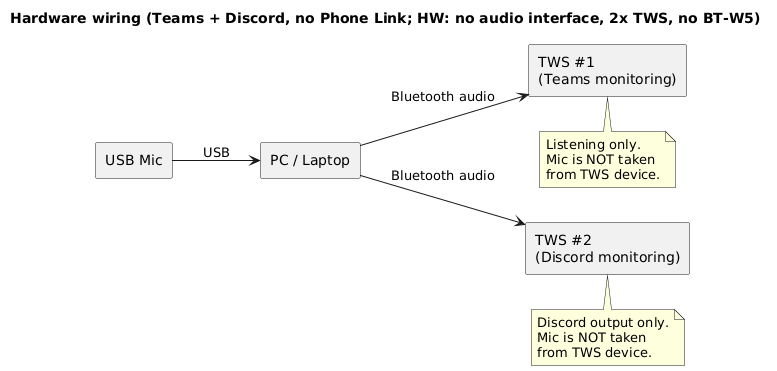 Hardware wiring (Teams + Discord, no Phone Link; HW: no audio interface, 2x TWS, no BT-W5)
TWS #1
(Teams monitoring)
Bluetooth audio
Listening only.
Mic is NOT taken
from TWS device.
USB Mic
USB
PC / Laptop
Bluetooth audio
TWS #2
(Discord monitoring)
Discord output only.
Mic is NOT taken
from TWS device.